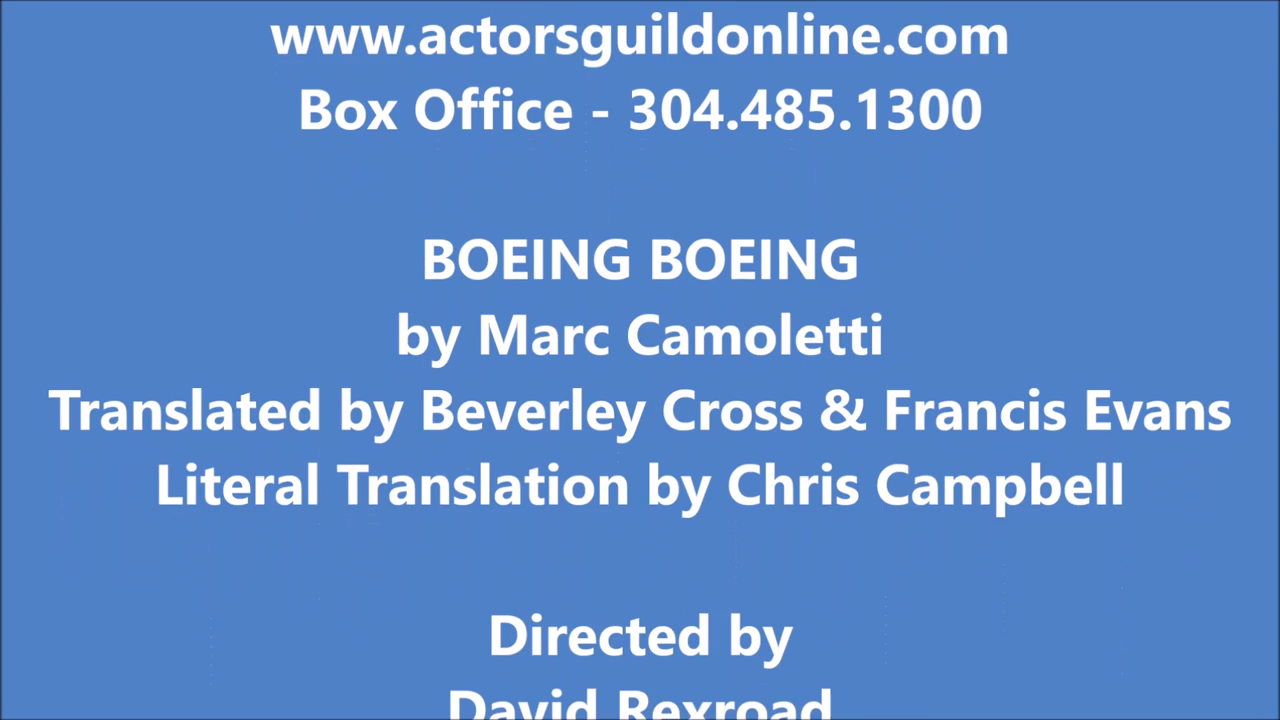 www.actorsguildonline.com
Box Office - 304.485.1300
BOEING BOEING
by Marc Camoletti
Translated by Beverley Cross & Francis Evans
Literal Translation by Chris Campbell
Directed by
David Rexroad